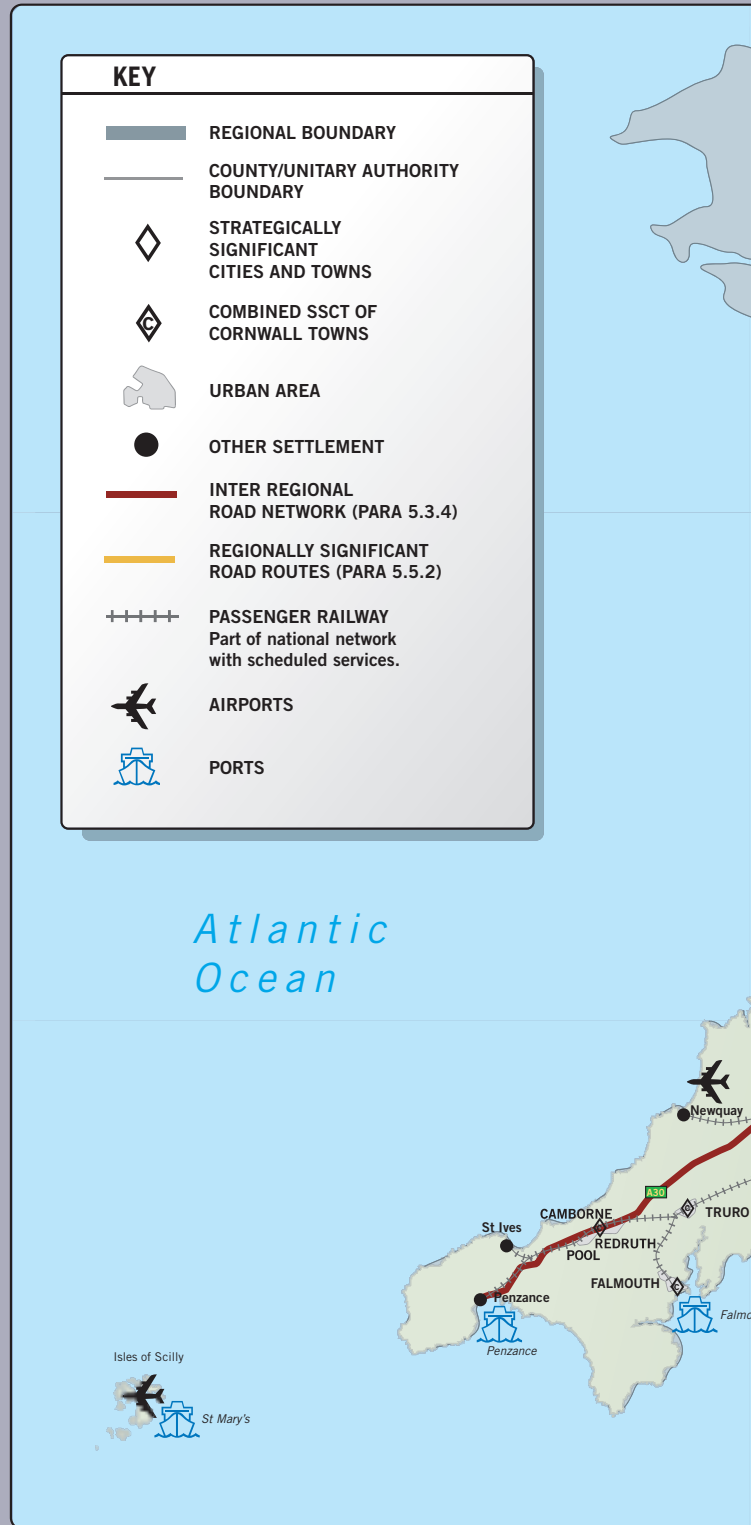 KEY
REGIONAL BOUNDARY
COUNTY/UNITARY AUTHORITY
BOUNDARY
STRATEGICALLY
SIGNIFICANT
CITIES AND TOWNS
C
COMBINED SSCT OF
CORNWALL TOWNS
URBAN AREA
OTHER SETTLEMENT
INTER REGIONAL
ROAD NETWORK (PARA 5.3.4)
REGIONALLY SIGNIFICANT
ROAD ROUTES (PARA 5.5.2)
PASSENGER RAILWAY
Part of national network
with scheduled services.
AIRPORTS
PORTS
Atlantic
Ocean
Newquay
A30
C
TRURO
CAMBORNE
St Ives
C
REDRUTH
POOL
FALMOUTH
C
Penzance
Falmo
Penzance
Isles of Scilly
St Mary's